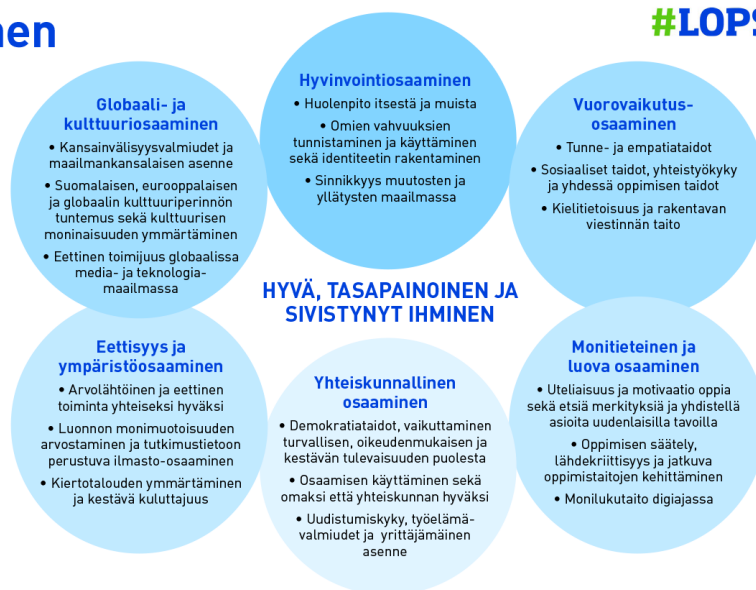 nen
#LOPS
Hyvinvointiosaaminen
• Huolenpito itsestä ja muista
• Omien vahvuuksien
tunnistaminen ja käyttäminen
sekä identiteetin rakentaminen
• Sinnikkyys muutosten ja
yllätysten maailmassa
Globaali- ja
kulttuuriosaaminen
• Kansainvälisyysvalmiudet ja
maailmankansalaisen asenne
• Suomalaisen, eurooppalaisen
ja globaalin kulttuuriperinnön
tuntemus sekä kulttuurisen
moninaisuuden ymmärtäminen
• Eettinen toimijuus globaalissa
media- ja teknologia-
maailmassa
Vuorovaikutus-
osaaminen
• Tunne- ja empatiataidot
• Sosiaaliset taidot, yhteistyökyky
ja yhdessä oppimisen taidot
• Kielitietoisuus ja rakentavan
viestinnän taito
HYVÄ, TASAPAINOINEN JA
SIVISTYNYT IHMINEN
Eettisyys ja
ympäristöosaaminen
• Arvolähtöinen ja eettinen
toiminta yhteiseksi hyväksi
• Luonnon monimuotoisuuden
arvostaminen ja tutkimustietoon
perustuva ilmasto-osaaminen
• Kiertotalouden ymmärtäminen
ja kestävä kuluttajuus
Yhteiskunnallinen
osaaminen
• Demokratiataidot, vaikuttaminen
turvallisen, oikeudenmukaisen ja
kestävän tulevaisuuden puolesta
• Osaamisen käyttäminen sekä
omaksi että yhteiskunnan hyväksi
• Uudistumiskyky, työelämä-
valmiudet ja yrittäjämäinen
asenne
Monitieteinen ja
luova osaaminen
• Uteliaisuus ja motivaatio oppia
sekä etsiä merkityksiä ja yhdistellä
asioita uudenlaisilla tavoilla
• Oppimisen säätely,
lähdekriittisyys ja jatkuva
oppimistaitojen kehittäminen
• Monilukutaito digiajassa